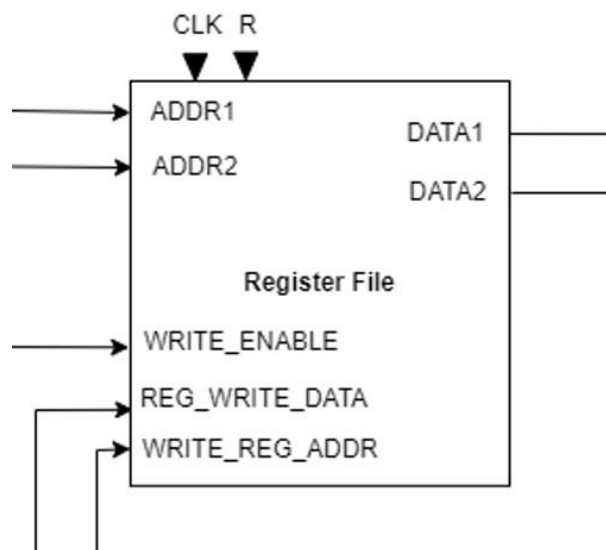 CLK R
ADDR1
DATA1
ADDR2
DATA2
Register File
WRITE_ENABLE
REG_WRITE_DATA
WRITE_REG_ADDR